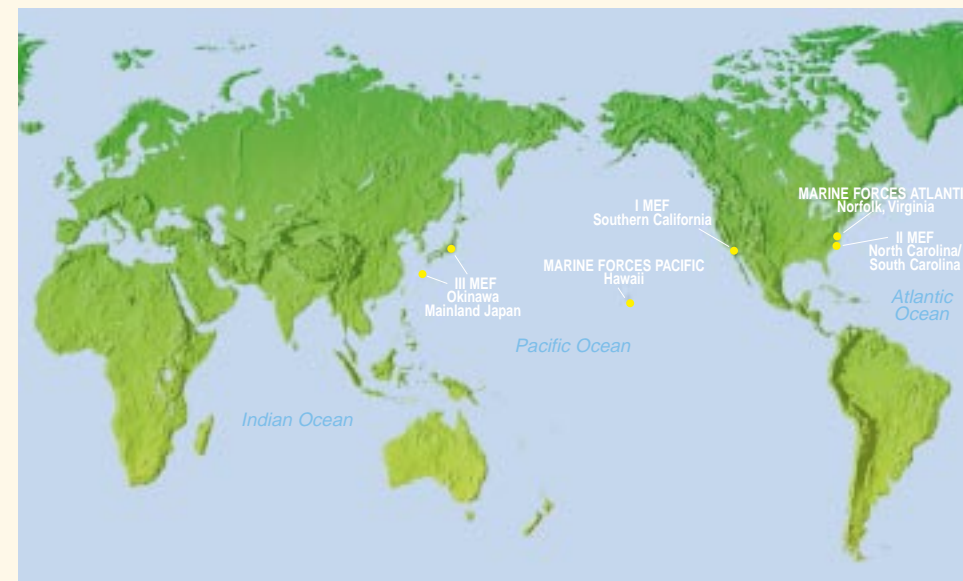 MARINE FORCES ATLANTI
Norfolk, Virginia
I MEF
Southern California
II MEF
North Carolina/
South Carolina
MARINE FORCES PACIFIC
Hawaii
III MEF
Okinawa
Mainland Japan
Atlantic
Ocean
Pacific Ocean
Indian Ocean